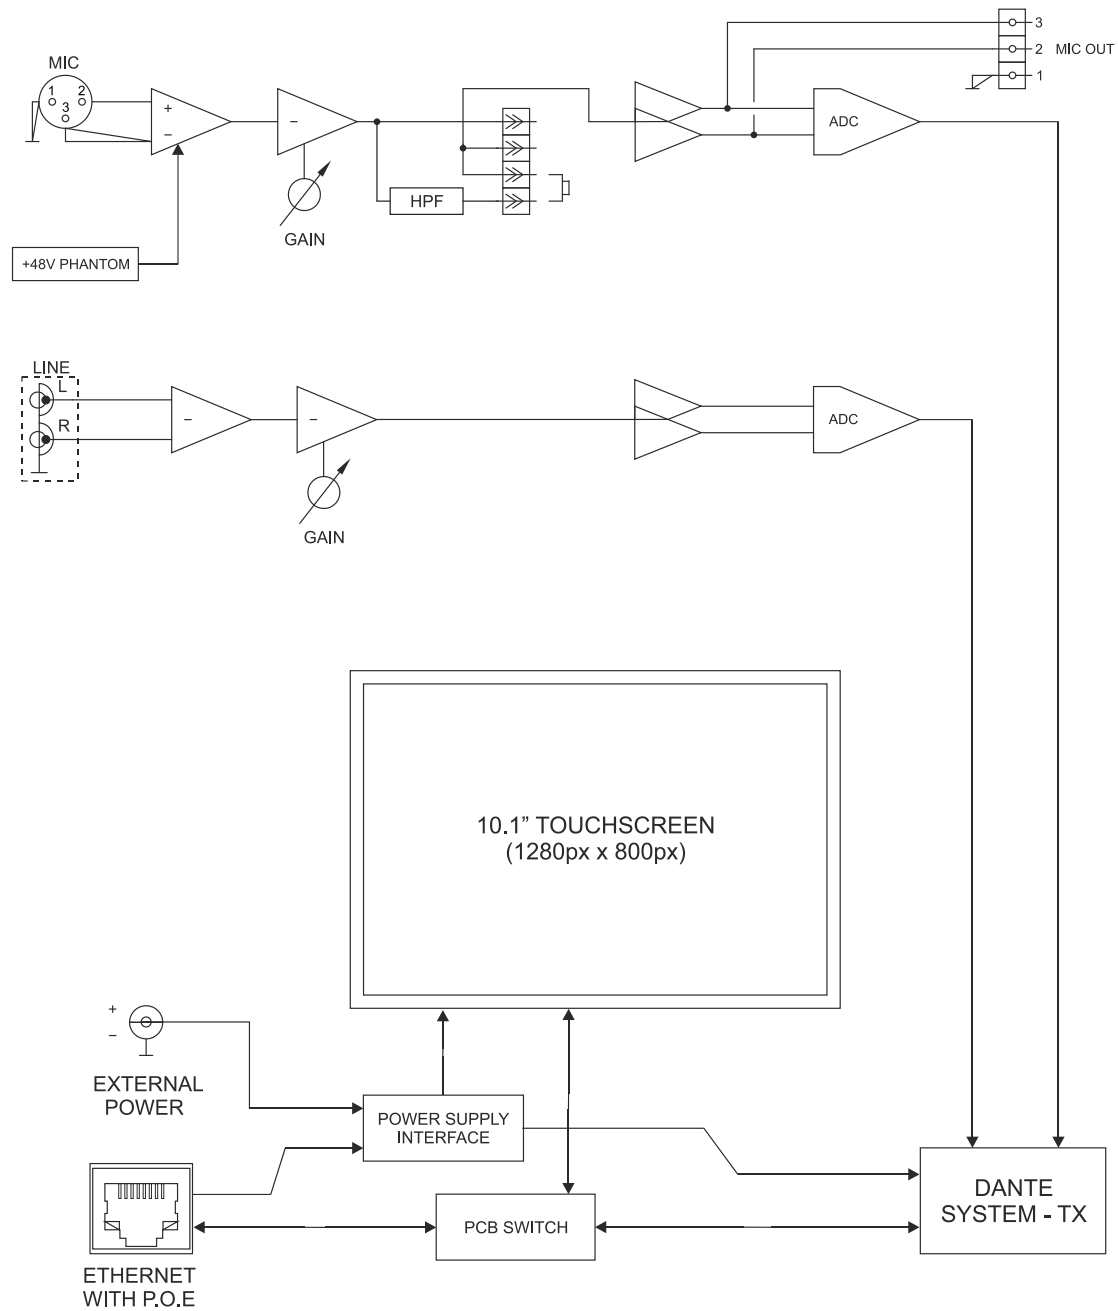 3
2 MIC OUT
1
MIC
1 2
3
+
−
−
ADC
HPF
GAIN
+48V PHANTOM
LINE
L
R
−
−
ADC
GAIN
10.1” TOUCHSCREEN
(1280px x 800px)
+
−
EXTERNAL
POWER
POWER SUPPLY
INTERFACE
DANTE
SYSTEM - TX
PCB SWITCH
ETHERNET
WITH P.O.E